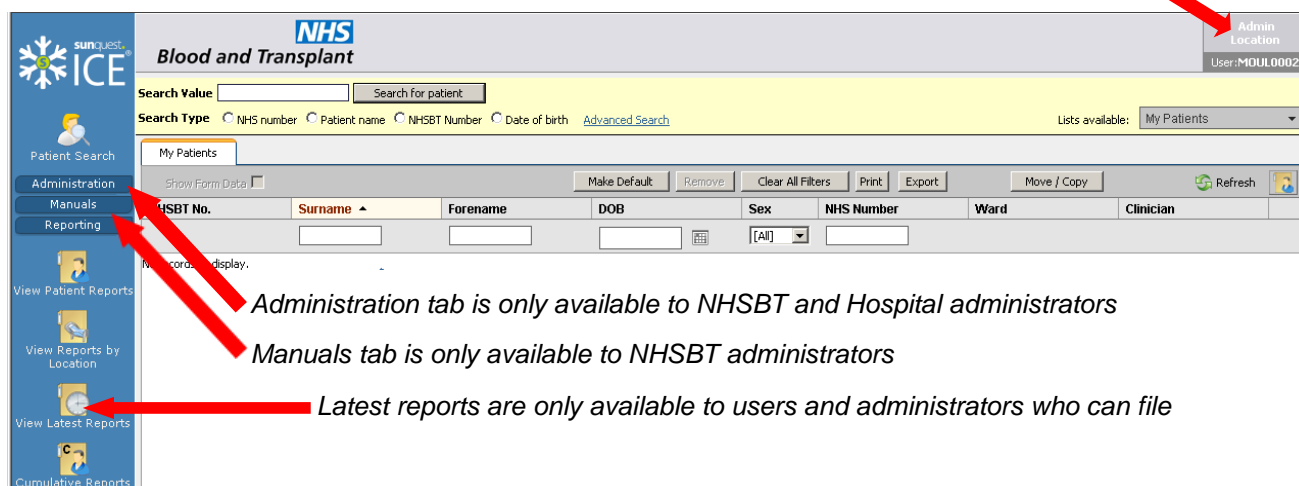 sunquest.
ICE
NHS
Blood and Transplant
Admin
Location
User:MOUL0002
Search Value
Search for patient
Search Type NHS number Patient name NHSBT Number Date of birth Advanced Search
Lists available: My Patients
Patient Search
Administration
Manuals
Reporting
View Patient Reports
View Reports by
Location
View Latest Reports
C
Cumulative Reports
My Patients
Show Form Data Make Default Remove Clear All Filters Print Export Move / Copy Refresh
HSBT No. Surname Forename DOB Sex NHS Number Ward Clinician
[All]
display.
Administration tab is only available to NHSBT and Hospital administrators
Manuals tab is only available to NHSBT administrators
Latest reports are only available to users and administrators who can file